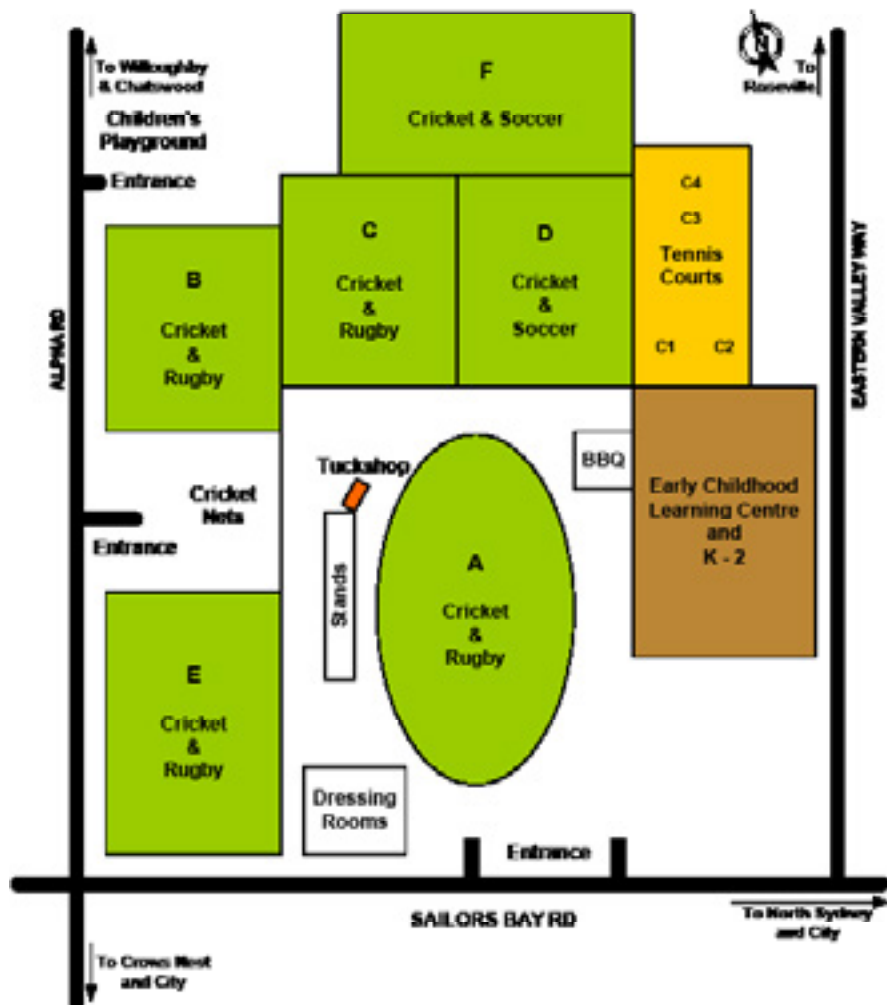 To Willoughby
& Chatswood
Children's
Playground
Entrance
F
Cricket & Soccer
N
To
Roseville
C4
C3
Tennis
Courts
C1 C2
C
Cricket
&
Rugby
D
Cricket
&
Soccer
B
Cricket
&
Rugby
ALPHA RD
EASTERN VALLEY WAY
Tuckshop
BBQ
Early Childhood
Learning Centre
and
K - 2
Cricket
Nets
Entrance
Stands
A
Cricket
&
Rugby
E
Cricket
&
Rugby
Dressing
Rooms
Entrance
SAILORS BAY RD
To North Sydney
and City
To Crows Nest
and City